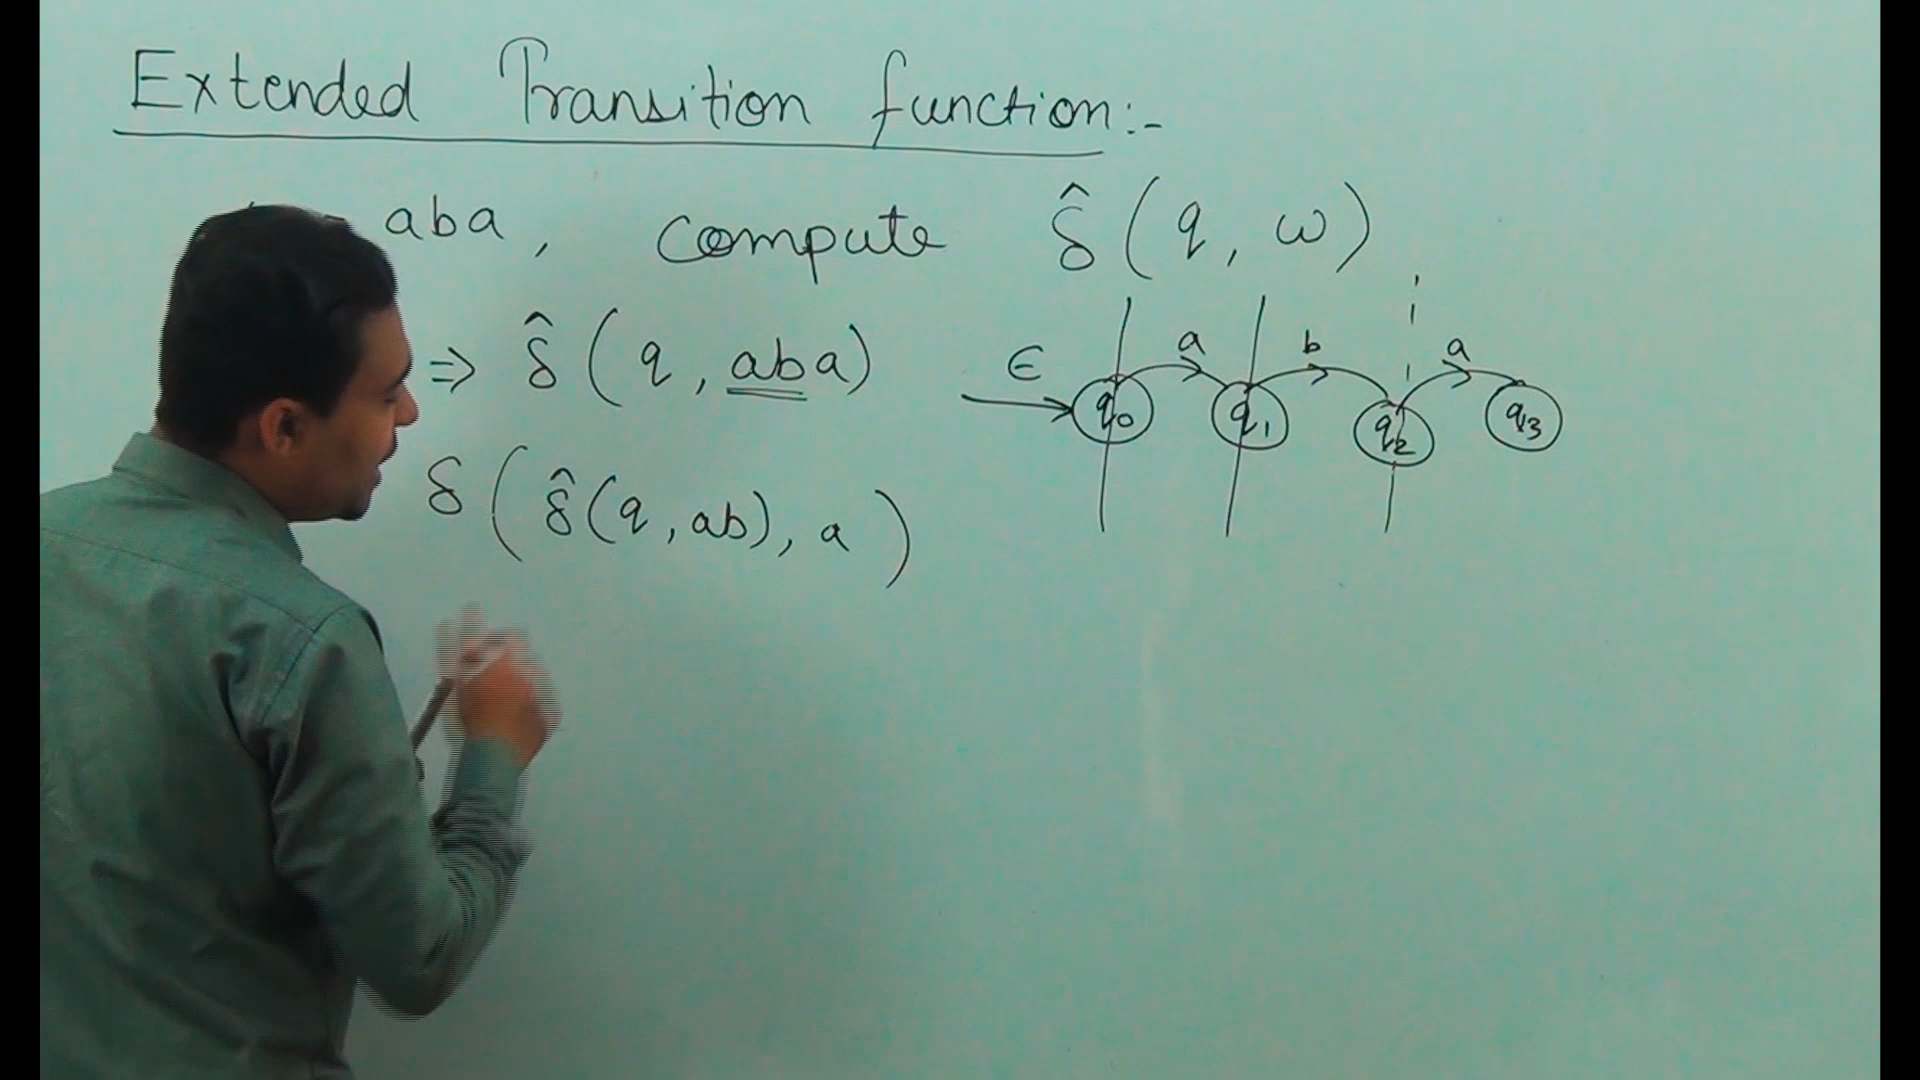 Extended Transition function:-
aba, compute δ̂(q, ω)
⇒ δ̂(q, aba)
δ(δ̂(q, ab), a)
ϵ a b a
q0 q1 q2 q3